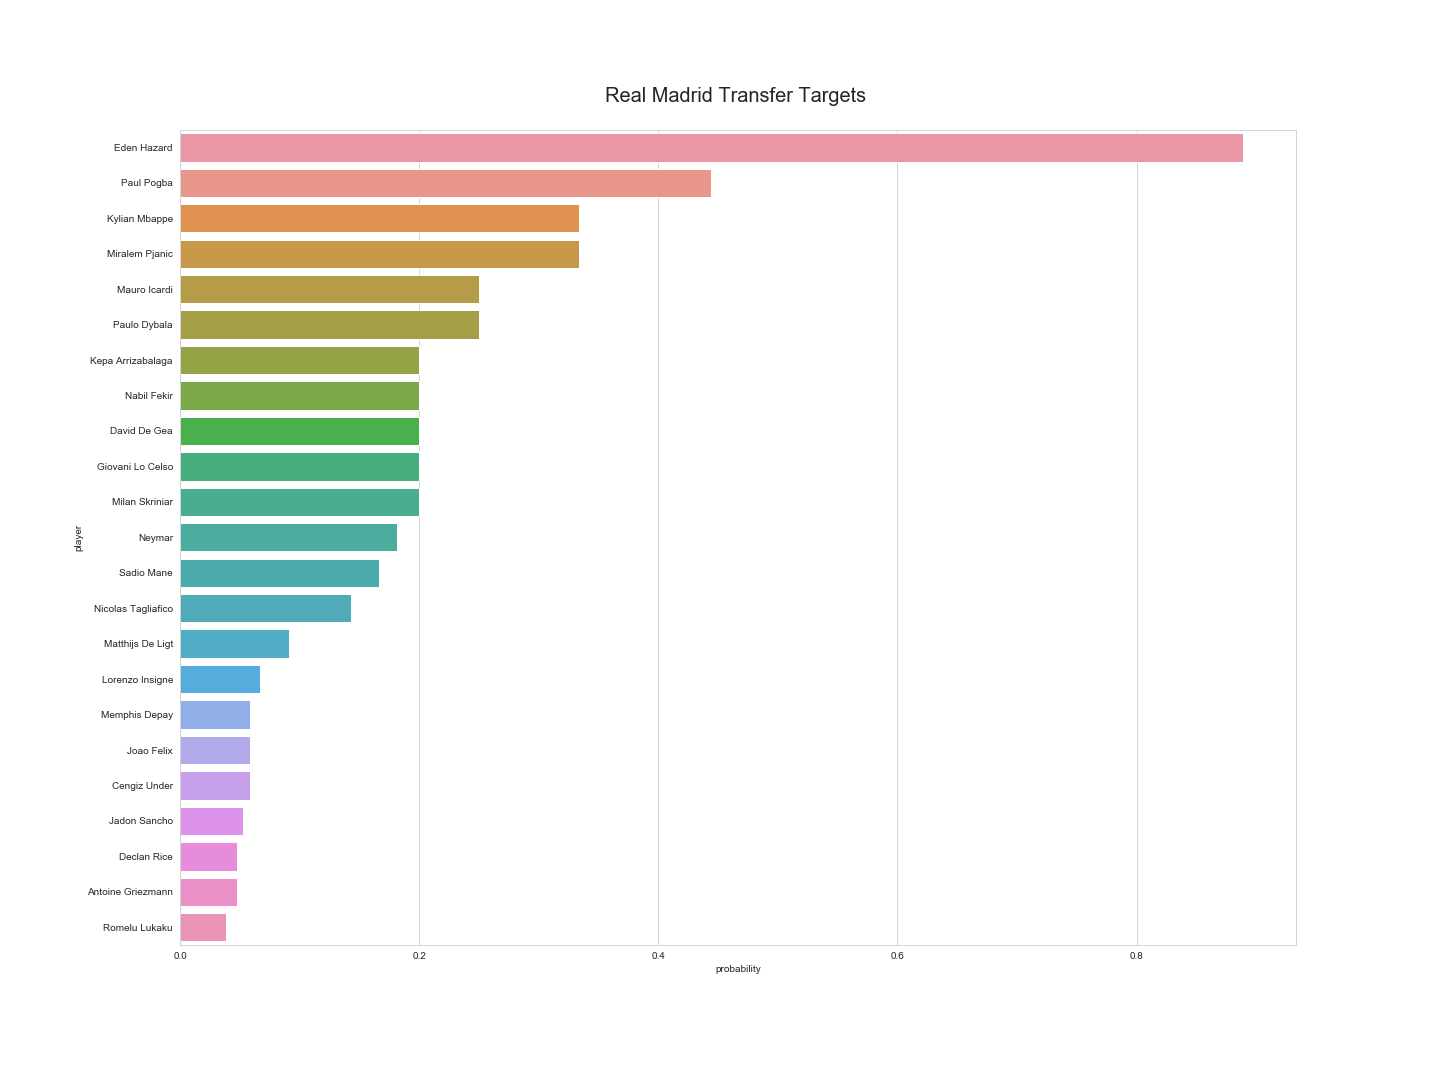 Real Madrid Transfer Targets
player
Eden Hazard
Paul Pogba
Kylian Mbappe
Miralem Pjanic
Mauro Icardi
Paulo Dybala
Kepa Arrizabalaga
Nabil Fekir
David De Gea
Giovani Lo Celso
Milan Skriniar
Neymar
Sadio Mane
Nicolas Tagliafico
Matthijs De Ligt
Lorenzo Insigne
Memphis Depay
Joao Felix
Cengiz Under
Jadon Sancho
Declan Rice
Antoine Griezmann
Romelu Lukaku
0.0 0.2 0.4 0.6 0.8
probability